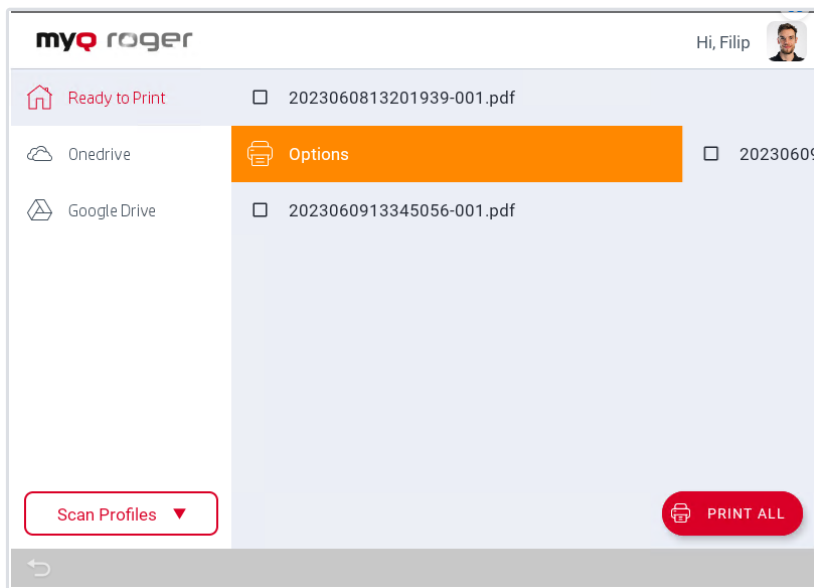 myQ roger
Hi, Filip
Ready to Print
2023060813201939-001.pdf
Onedrive
Options
20230609
Google Drive
2023060913345056-001.pdf
Scan Profiles ▼
PRINT ALL